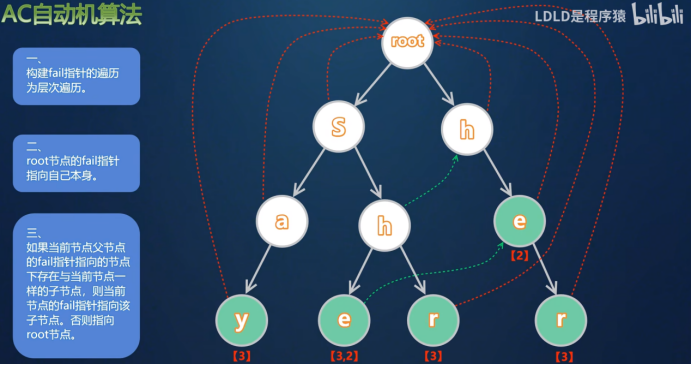 AC自动机算法
LDLD是程序猿 bilibili
一、
构建fail指针的遍历
为层次遍历。
二、
root节点的fail指针
指向自己本身。
三、
如果当前节点父节点
的fail指针指向的节点
下存在与当前节点一
样的子节点，则当前
节点的fail指针指向该
子节点。否则指向
root节点。
root
S
h
a
h
e
【2】
y
e
r
r
【3】
【3,2】
【3】
【3】